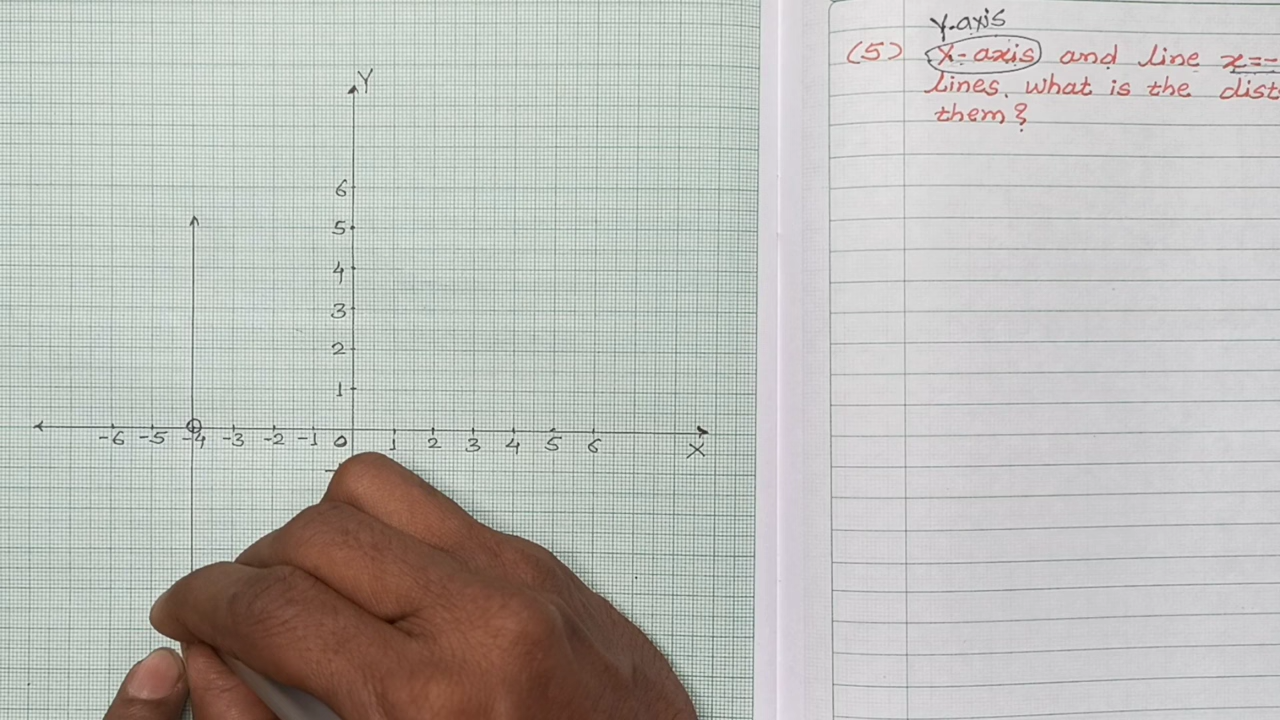 Y
6
5
4
3
2
1
-6 -5 -4 -3 -2 -1 0 1 2 3 4 5 6
X
Y-axis
(5) X-axis and line x=-
lines. what is the dist
them?